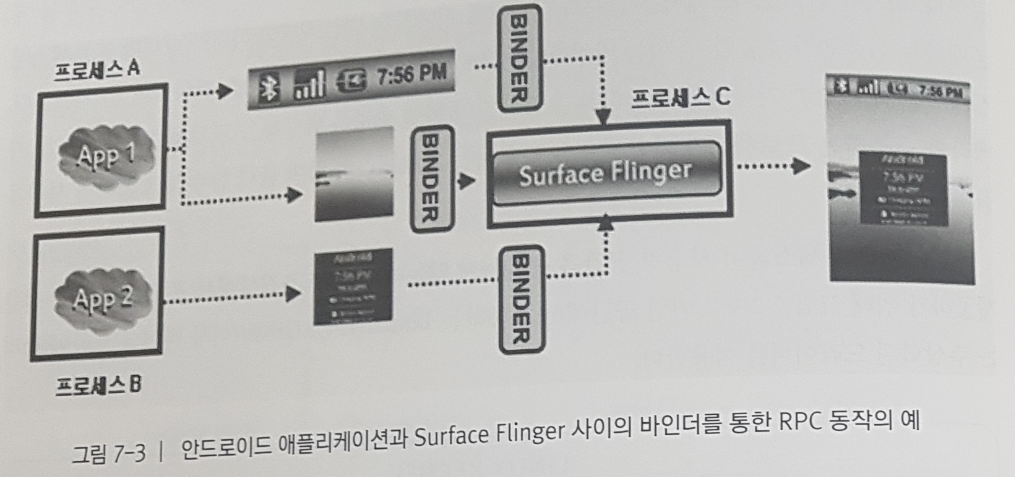 프로세스 A
App 1
7:56 PM
BINDER
프로세스 C
BINDER
Surface Flinger
7:56 PM
Android
7:56 PM
App 2
Android
7:56 PM
BINDER
프로세스 B
그림 7-3 | 안드로이드 애플리케이션과 Surface Flinger 사이의 바인더를 통한 RPC 동작의 예